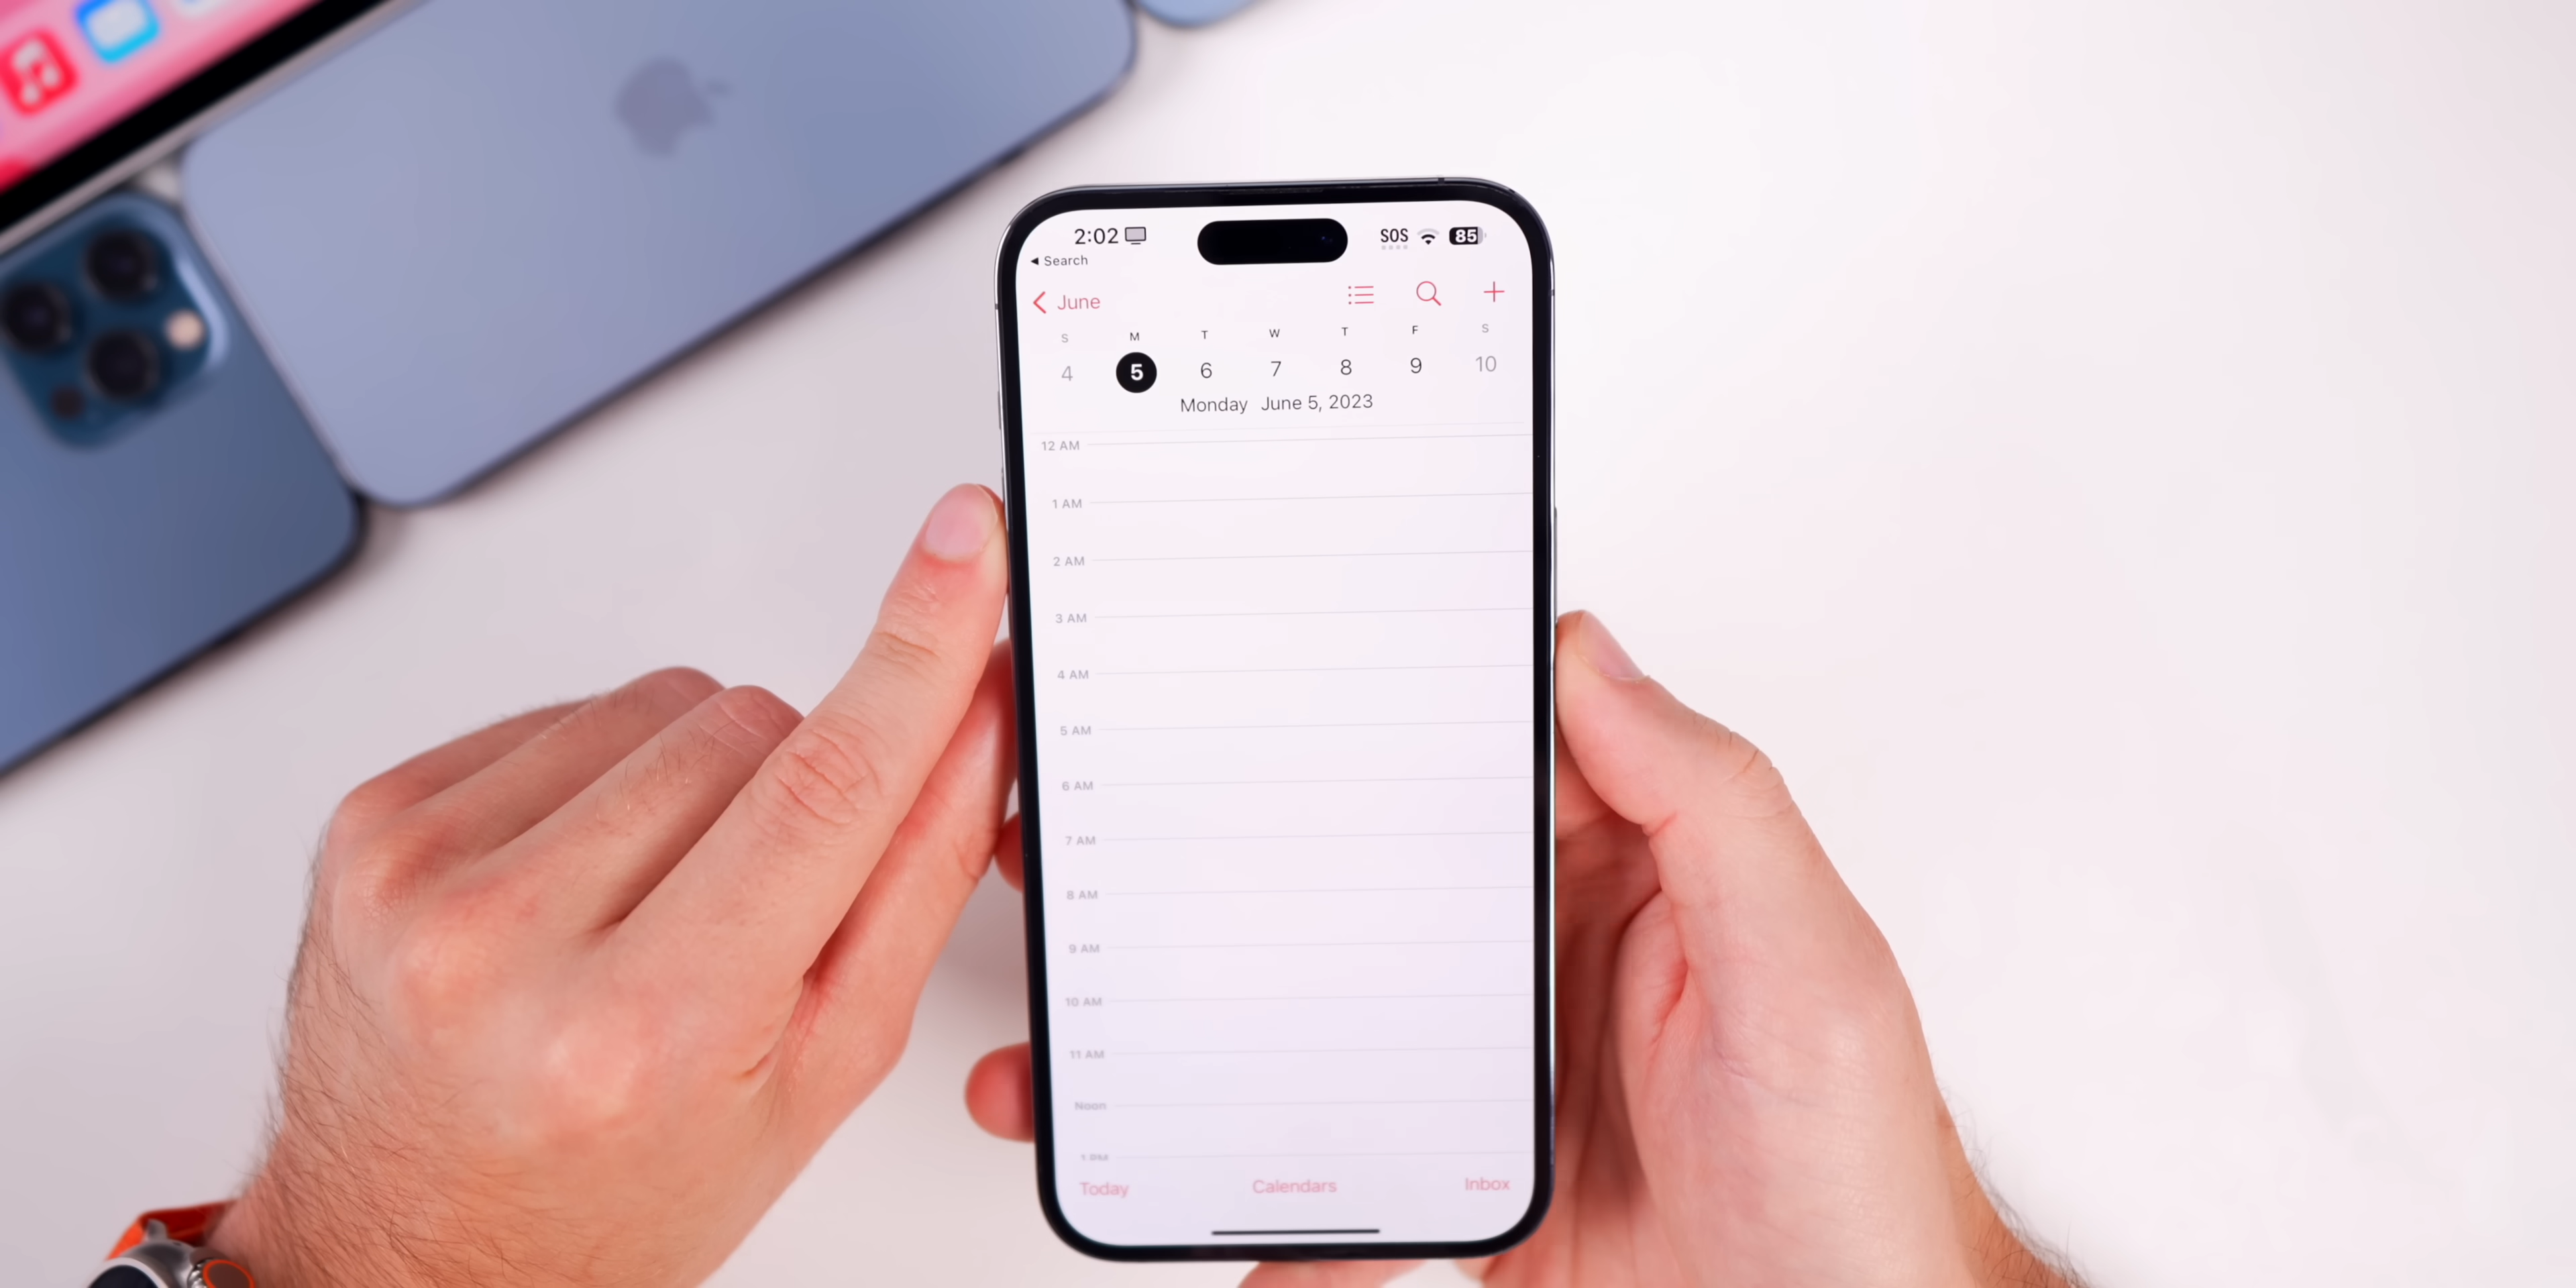 2:02 SOS 85
◀ Search
June
S M T W T F S
4 5 6 7 8 9 10
Monday June 5, 2023
12 AM
1 AM
2 AM
3 AM
4 AM
5 AM
6 AM
7 AM
8 AM
9 AM
10 AM
11 AM
Noon
1 PM
Today Calendars Inbox